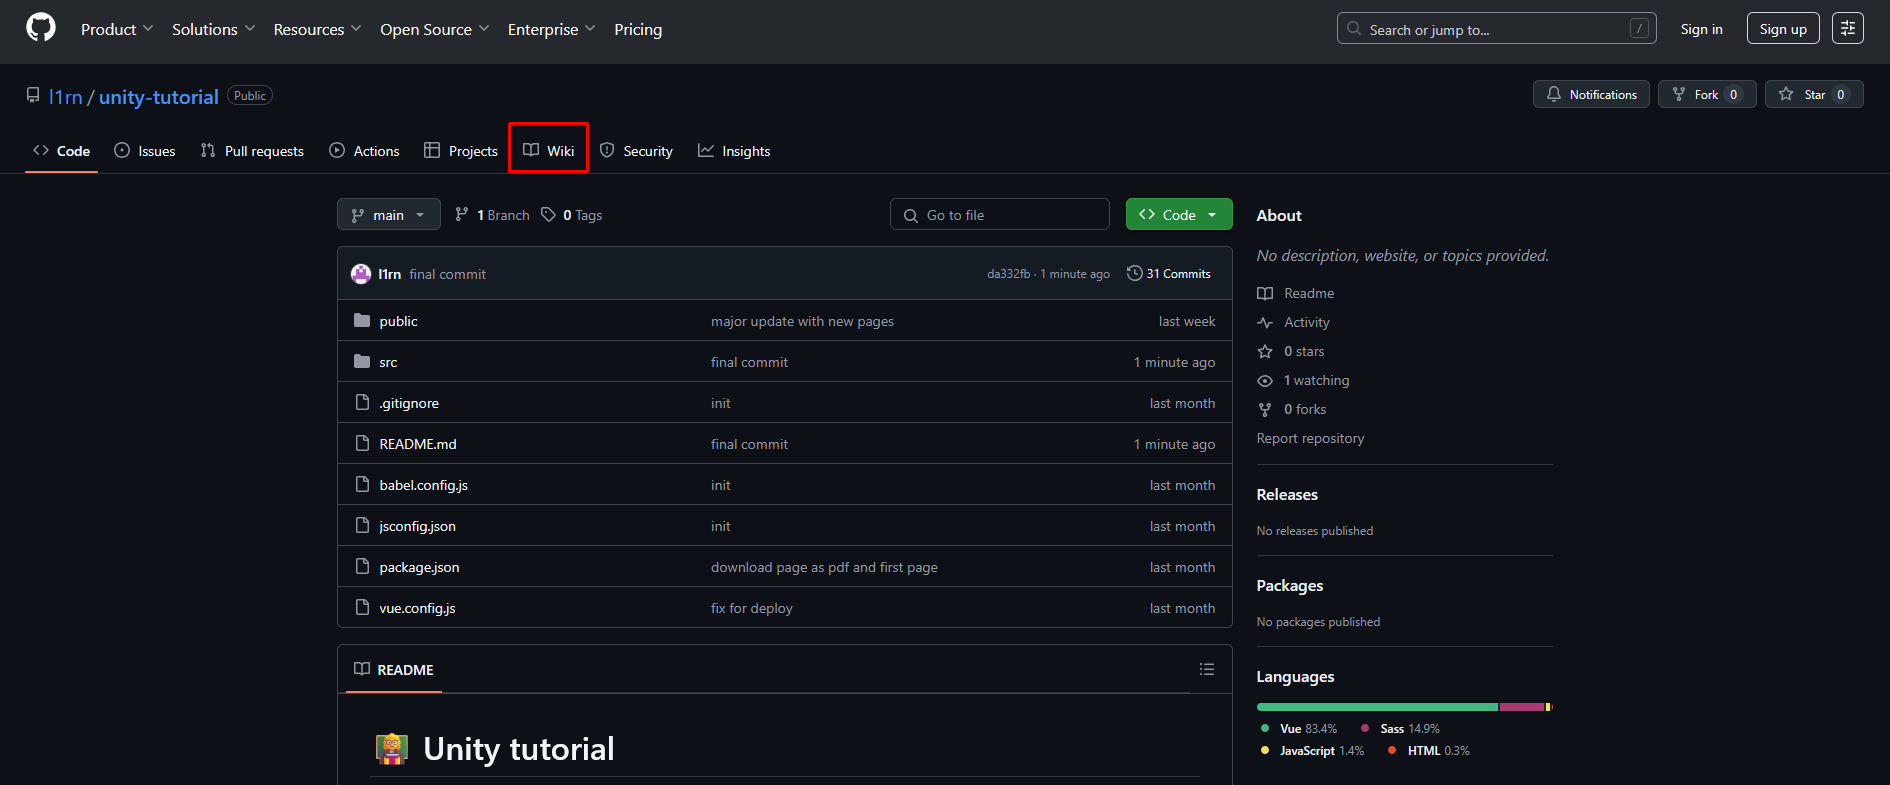 Product Solutions Resources Open Source Enterprise Pricing Search or jump to... / Sign in Sign up
l1rn / unity-tutorial Public Notifications Fork 0 Star 0
Code Issues Pull requests Actions Projects Wiki Security Insights
main 1 Branch 0 Tags Go to file Code
l1rn final commit da332fb · 1 minute ago 31 Commits
public major update with new pages last week
src final commit 1 minute ago
.gitignore init last month
README.md final commit 1 minute ago
babel.config.js init last month
jsconfig.json init last month
package.json download page as pdf and first page last month
vue.config.js fix for deploy last month
README
Unity tutorial
About
No description, website, or topics provided.
Readme
Activity
0 stars
1 watching
0 forks
Report repository
Releases
No releases published
Packages
No packages published
Languages
Vue 83.4% Sass 14.9%
JavaScript 1.4% HTML 0.3%